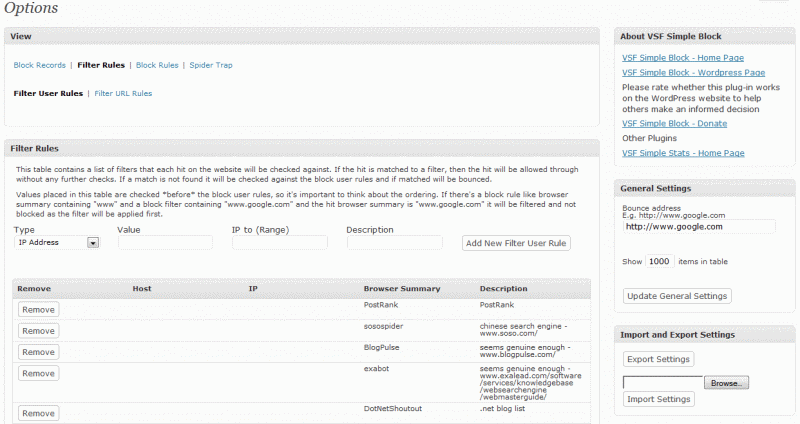 Options
View
Block Records | Filter Rules | Block Rules | Spider Trap
Filter User Rules | Filter URL Rules
Filter Rules
This table contains a list of filters that each hit on the website will be checked against. If the hit is matched to a filter, then the hit will be allowed through
without any further checks. If a match is not found it will be checked against the block user rules and if matched will be bounced.
Values placed in this table are checked *before* the block user rules, so it's important to think about the ordering. If there's a block rule like browser
summary containing "www" and a block filter containing "www.google.com" and the hit browser summary is "www.google.com" it will be filtered and not
blocked as the filter will be applied first.
Type Value IP to (Range) Description
IP Address Add New Filter User Rule
Remove Host IP Browser Summary Description
Remove PostRank PostRank
Remove sosospider chinese search engine -
www.soso.com/
Remove BlogPulse seems genuine enough -
www.blogpulse.com/
Remove exabot seems genuine enough -
www.exalead.com/software
/services/knowledgebase
/websearchengine
/webmasterguide/
Remove DotNetShoutout .net blog list
About VSF Simple Block
VSF Simple Block - Home Page
VSF Simple Block - Wordpress Page
Please rate whether this plug-in works
on the WordPress website to help
others make an informed decision
VSF Simple Block - Donate
Other Plugins
VSF Simple Stats - Home Page
General Settings
Bounce address
E.g. http://www.google.com
http://www.google.com
Show 1000 items in table
Update General Settings
Import and Export Settings
Export Settings
Browse..
Import Settings